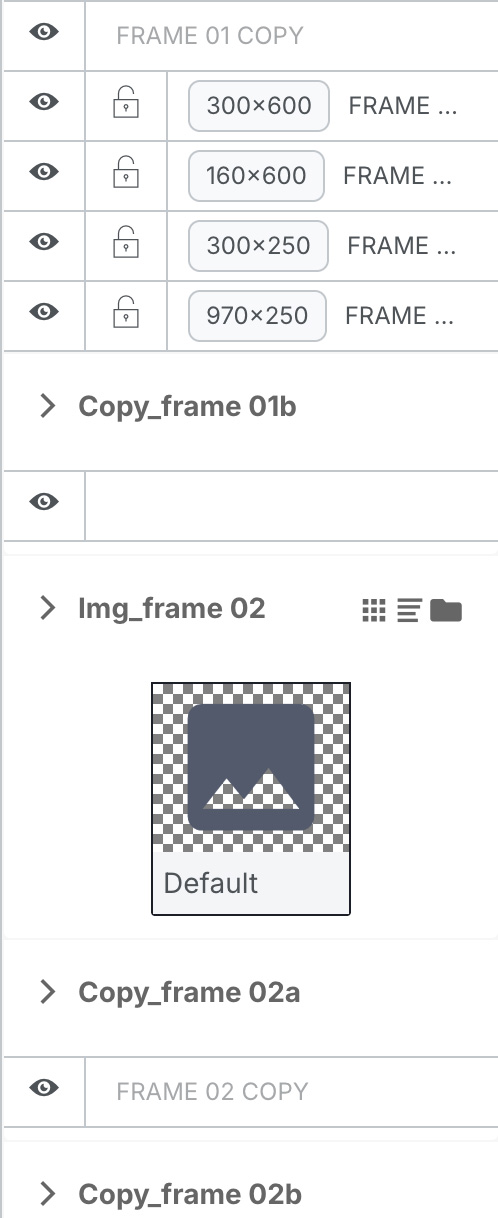 FRAME 01 COPY
300×600 FRAME ...
160×600 FRAME ...
300×250 FRAME ...
970×250 FRAME ...
Copy_frame 01b
Img_frame 02
Default
Copy_frame 02a
FRAME 02 COPY
Copy_frame 02b